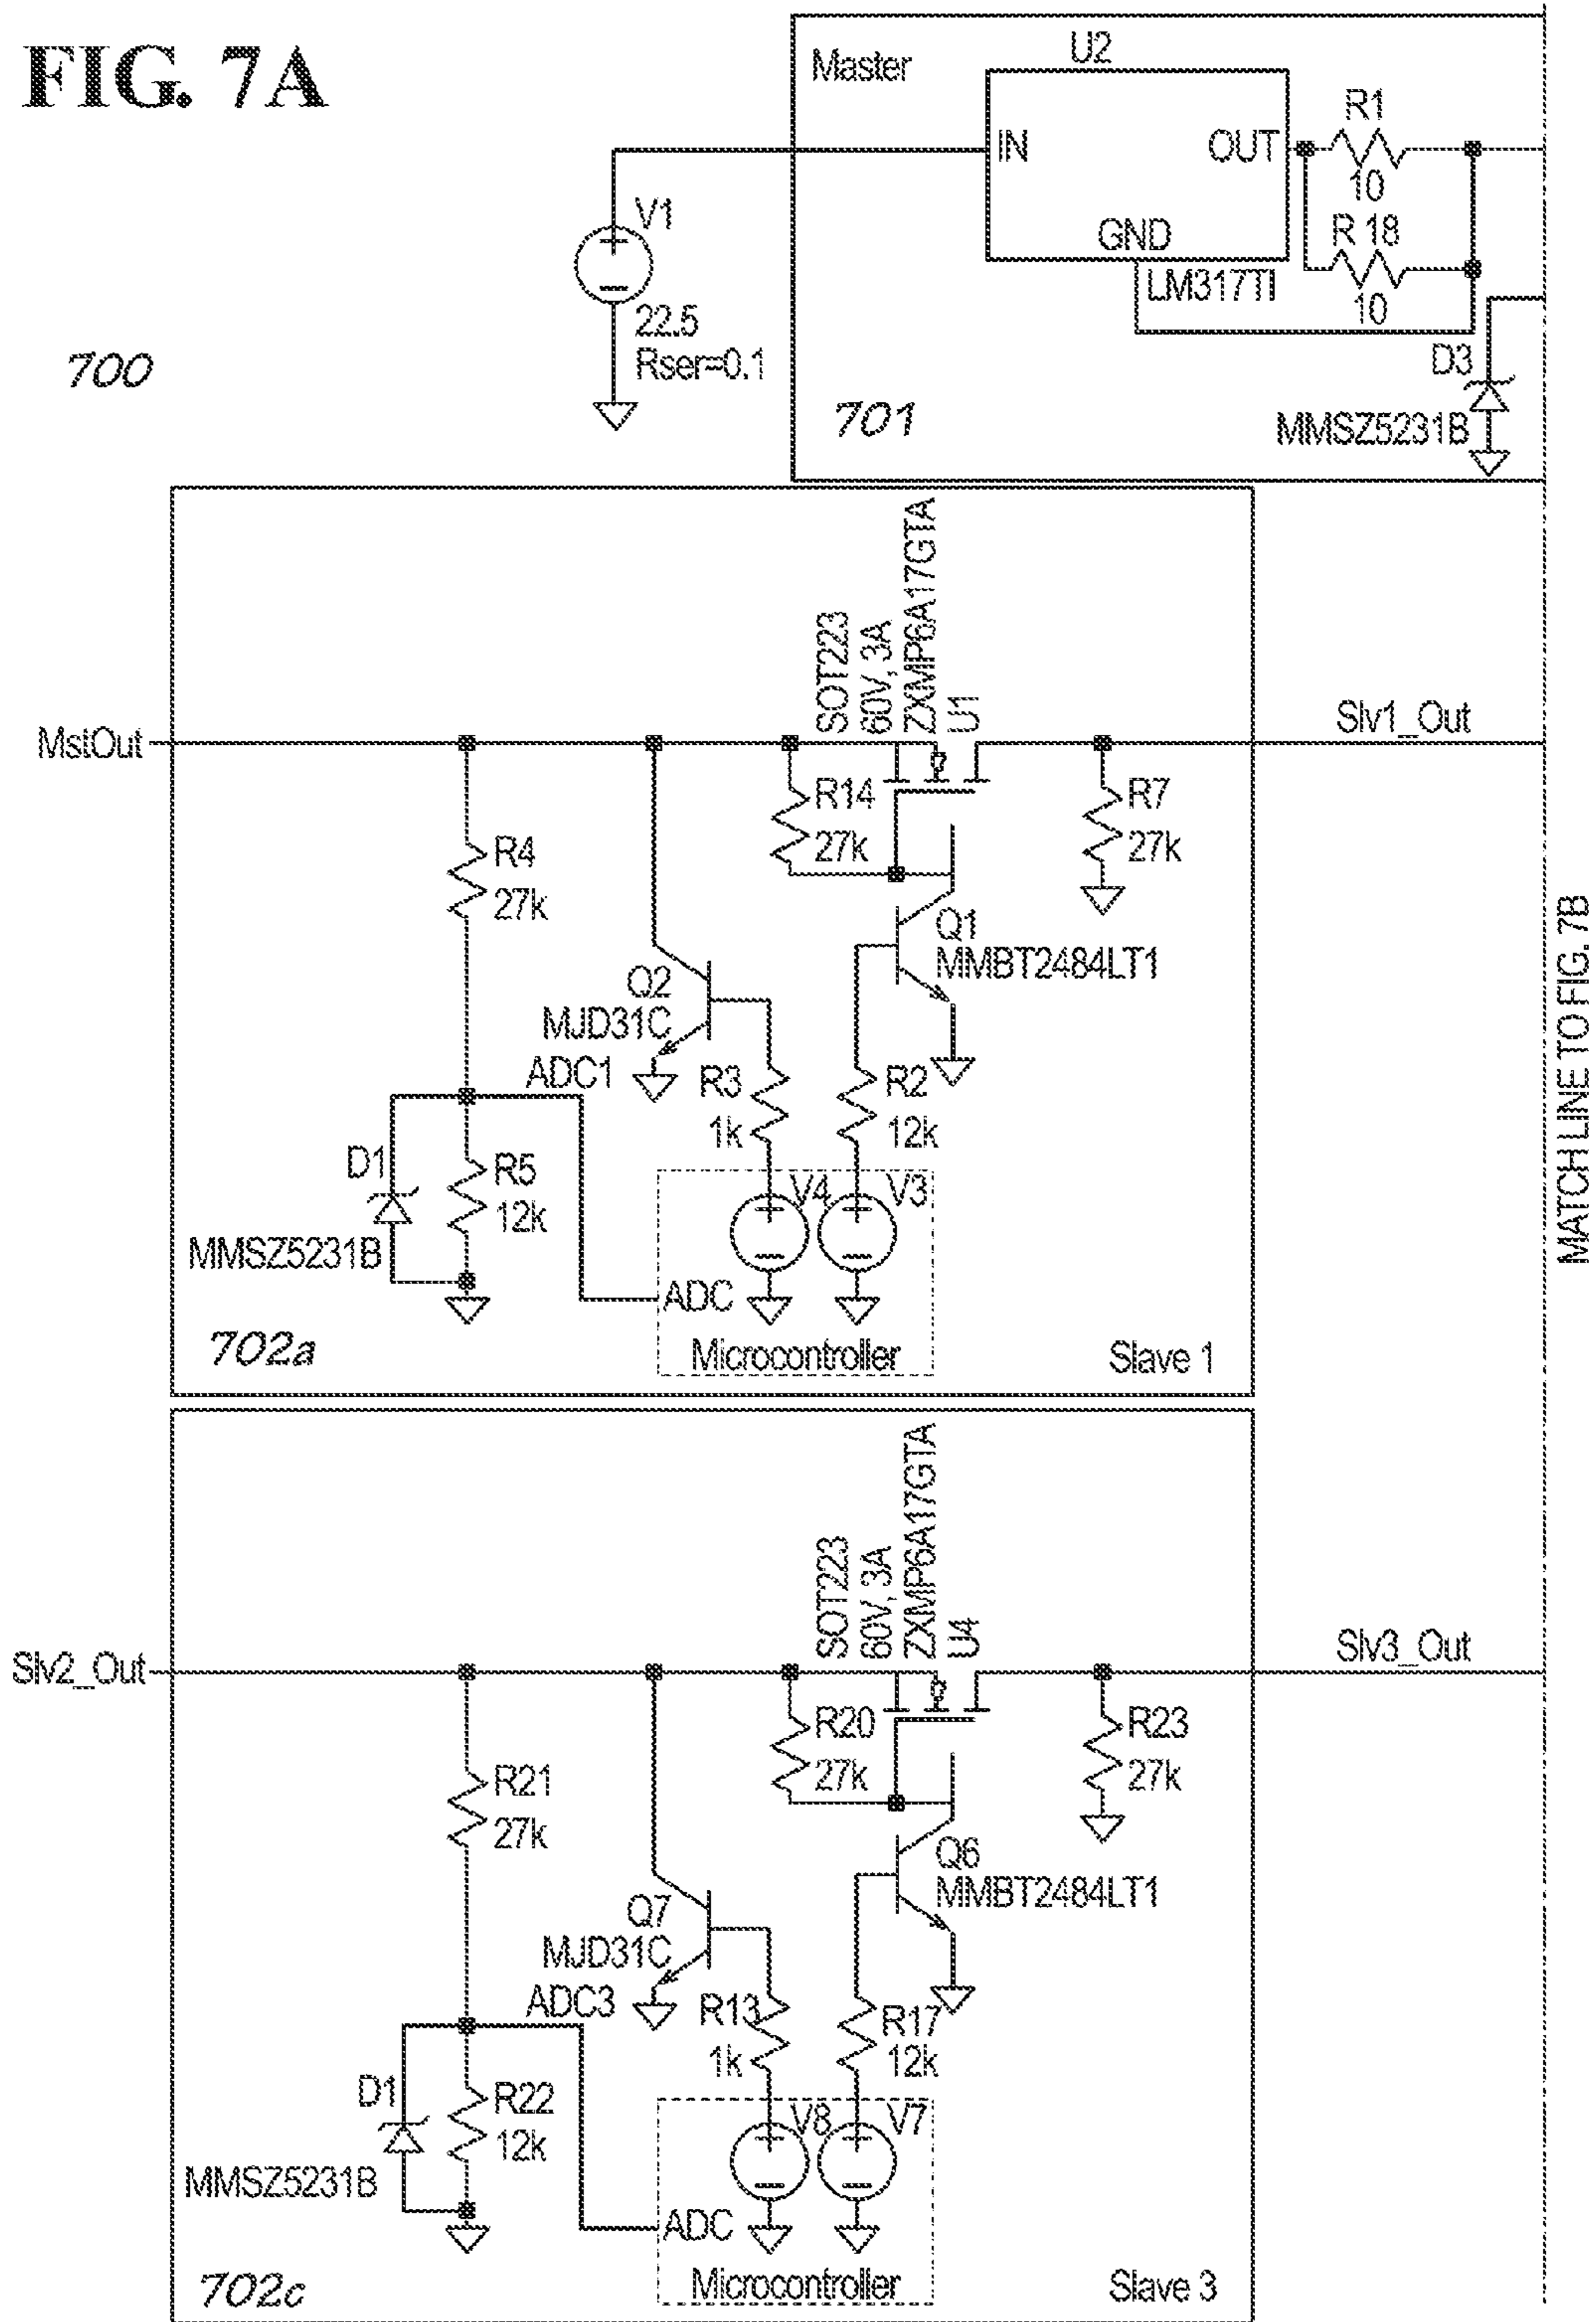 FIG. 7A
Master
U2
IN
OUT
GND
LM317TI
R1
10
R 18
10
V1
22.5
Rser=0.1
D3
MMSZ5231B
700
701
SOT223
60V, 3A
ZXMP6A17GTA
U1
MstOut
Slv1_Out
R14
27k
R7
27k
R4
27k
Q1
MMBT2484LT1
Q2
MJD31C
ADC1
R3
1k
R2
12k
D1
R5
12k
MMSZ5231B
V4
V3
ADC
Microcontroller
Slave 1
702a
MATCH LINE TO FIG. 7B
SOT223
60V, 3A
ZXMP6A17GTA
U4
Slv2_Out
Slv3_Out
R20
27k
R23
27k
R21
27k
Q6
MMBT2484LT1
Q7
MJD31C
ADC3
R13
1k
R17
12k
D1
R22
12k
MMSZ5231B
V8
V7
ADC
Microcontroller
Slave 3
702c